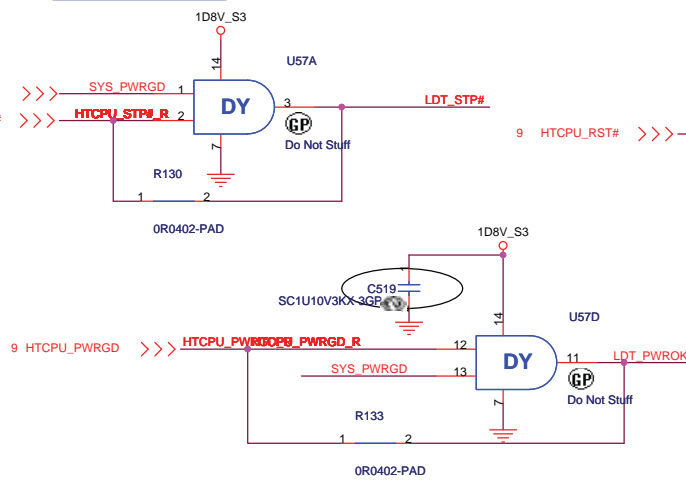 1D8V_S3
14
U57A
SYS_PWRGD 1
HTCPU_STP#_R 2
DY
3
LDT_STP#
GP
Do Not Stuff
7
9 HTCPU_RST#
R130
1 2
0R0402-PAD
1D8V_S3
1
C519
SC1U10V3KX-3GP
14
U57D
9 HTCPU_PWRGD
HTCPU_PWRGD_R
12
DY
11
LDT_PWROK
SYS_PWRGD
13
GP
Do Not Stuff
7
R133
1 2
0R0402-PAD